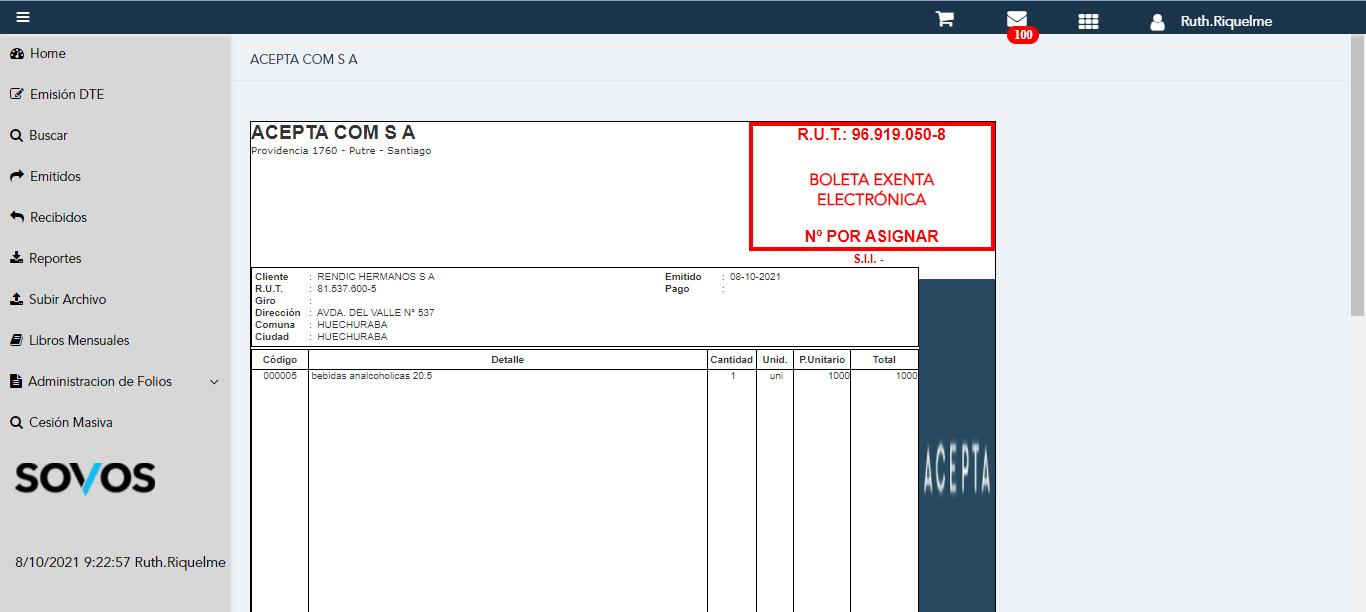 Ruth.Riquelme
100
Home
Emisión DTE
Buscar
Emitidos
Recibidos
Reportes
Subir Archivo
Libros Mensuales
Administracion de Folios
Cesión Masiva
SOVOS
8/10/2021 9:22:57 Ruth.Riquelme
ACEPTA COM S A
ACEPTA COM S A
Providencia 1760 - Putre - Santiago
R.U.T.: 96.919.050-8
BOLETA EXENTA
ELECTRÓNICA
Nº POR ASIGNAR
S.I.I. -
Cliente : RENDIC HERMANOS S A Emitido : 08-10-2021
R.U.T. : 81.537.600-5 Pago :
Giro :
Dirección : AVDA. DEL VALLE N° 537
Comuna : HUECHURABA
Ciudad : HUECHURABA
Código Detalle Cantidad Unid. P.Unitario Total
000005 bebidas analcoholicas 20.5 1 uni 1000 1000
ACEPTA